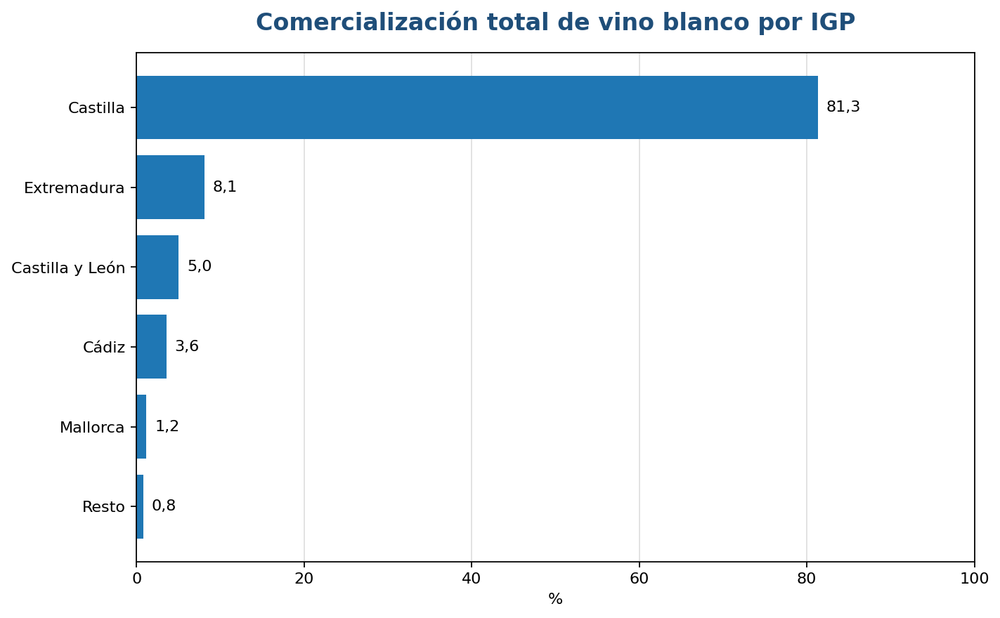 Comercialización total de vino blanco por IGP
Castilla 81,3
Extremadura 8,1
Castilla y León 5,0
Cádiz 3,6
Mallorca 1,2
Resto 0,8
0 20 40 60 80 100
%